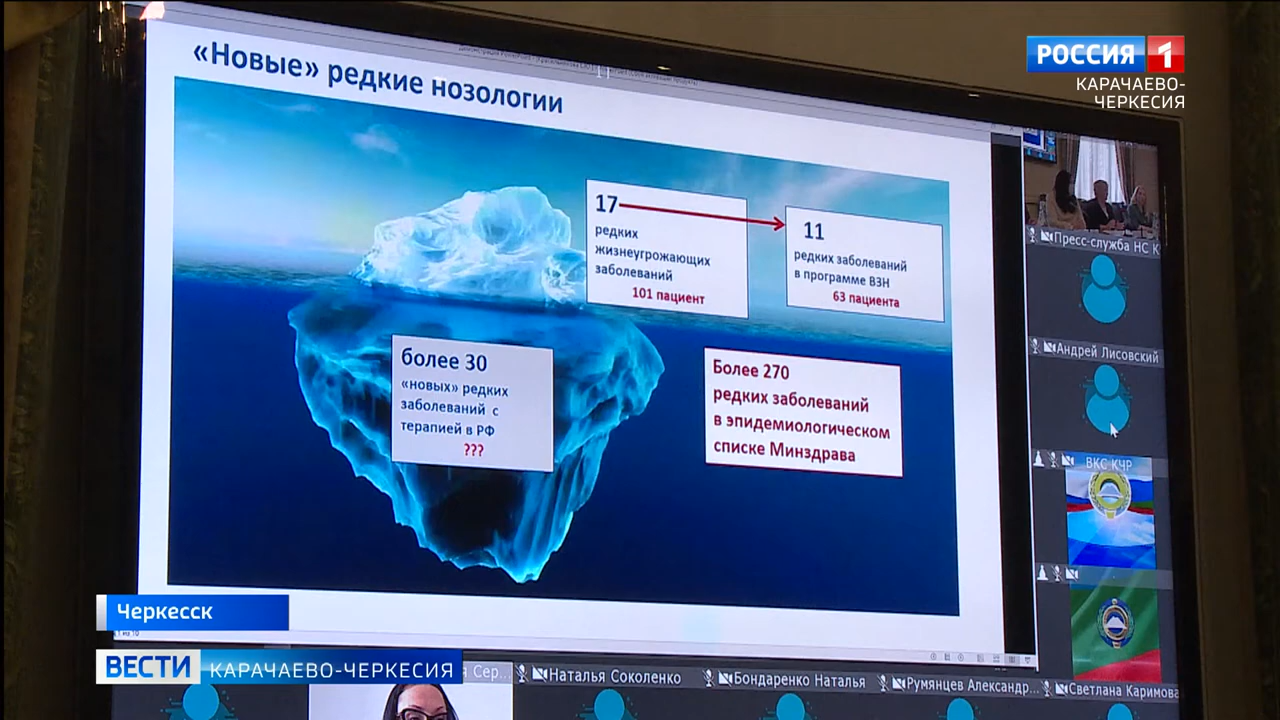 «Новые» редкие нозологии
РОССИЯ 1
КАРАЧАЕВО-
ЧЕРКЕСИЯ
17
редких
жизнеугрожающих
заболеваний
101 пациент
11
редких заболеваний
в программе ВЗН
63 пациента
более 30
«новых» редких
заболеваний с
терапией в РФ
???
Более 270
редких заболеваний
в эпидемиологическом
списке Минздрава
Пресс-служба НС К
Андрей Лисовский
ВКС КЧР
Черкесск
ВЕСТИ КАРАЧАЕВО-ЧЕРКЕСИЯ
Сер...
Наталья Соколенко
Бондаренко Наталья
Румянцев Александр...
Светлана Каримова